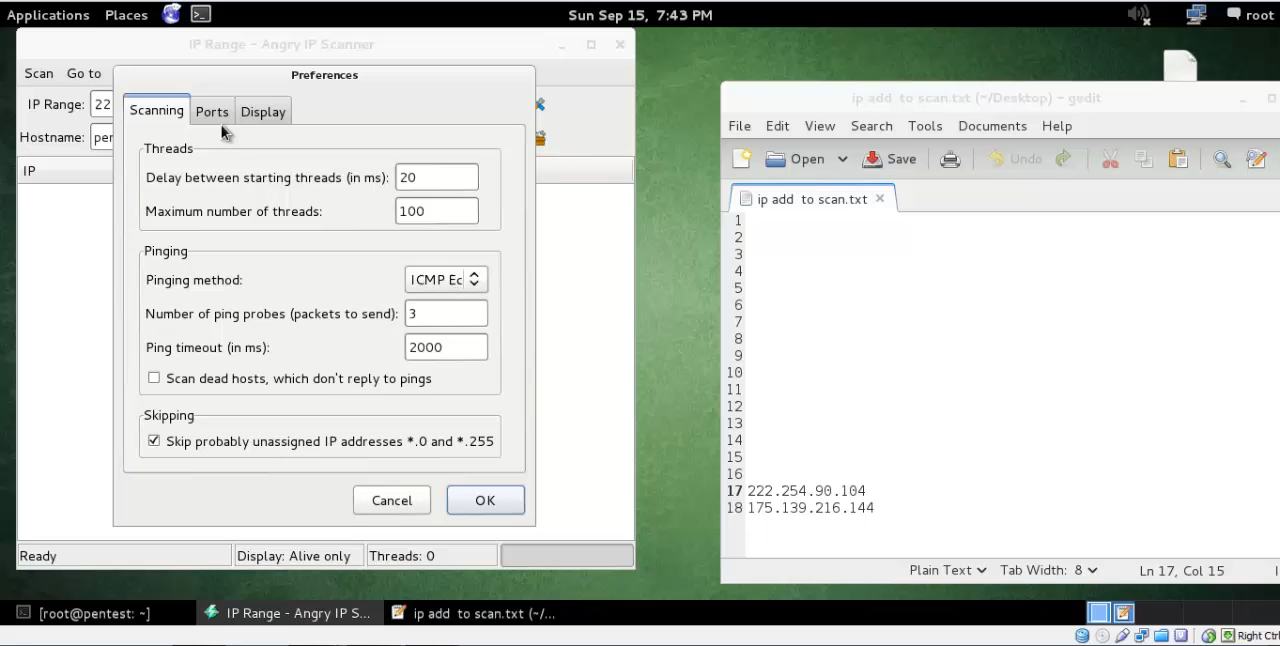 Applications Places Sun Sep 15, 7:43 PM root
IP Range - Angry IP Scanner
Scan Go to
IP Range: 22
Hostname: per
IP
Preferences
Scanning Ports Display
Threads
Delay between starting threads (in ms): 20
Maximum number of threads: 100
Pinging
Pinging method: ICMP Ec
Number of ping probes (packets to send): 3
Ping timeout (in ms): 2000
Scan dead hosts, which don't reply to pings
Skipping
Skip probably unassigned IP addresses *.0 and *.255
Cancel OK
Ready Display: Alive only Threads: 0
ip add to scan.txt (~/Desktop) - gedit
File Edit View Search Tools Documents Help
Open Save Undo
ip add to scan.txt
1
2
3
4
5
6
7
8
9
10
11
12
13
14
15
16
17 222.254.90.104
18 175.139.216.144
Plain Text Tab Width: 8 Ln 17, Col 15
[root@pentest: ~] IP Range - Angry IP S... ip add to scan.txt (~/...
Right Ctrl